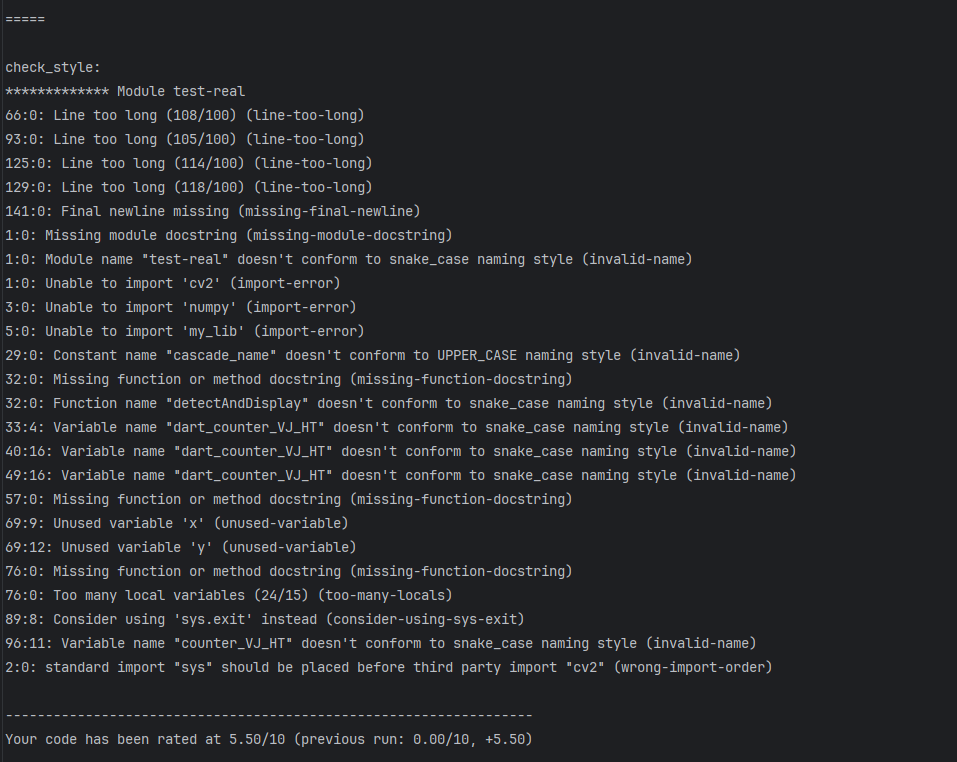 =====
check_style:
************* Module test-real
66:0: Line too long (108/100) (line-too-long)
93:0: Line too long (105/100) (line-too-long)
125:0: Line too long (114/100) (line-too-long)
129:0: Line too long (118/100) (line-too-long)
141:0: Final newline missing (missing-final-newline)
1:0: Missing module docstring (missing-module-docstring)
1:0: Module name "test-real" doesn't conform to snake_case naming style (invalid-name)
1:0: Unable to import 'cv2' (import-error)
3:0: Unable to import 'numpy' (import-error)
5:0: Unable to import 'my_lib' (import-error)
29:0: Constant name "cascade_name" doesn't conform to UPPER_CASE naming style (invalid-name)
32:0: Missing function or method docstring (missing-function-docstring)
32:0: Function name "detectAndDisplay" doesn't conform to snake_case naming style (invalid-name)
33:4: Variable name "dart_counter_VJ_HT" doesn't conform to snake_case naming style (invalid-name)
40:16: Variable name "dart_counter_VJ_HT" doesn't conform to snake_case naming style (invalid-name)
49:16: Variable name "dart_counter_VJ_HT" doesn't conform to snake_case naming style (invalid-name)
57:0: Missing function or method docstring (missing-function-docstring)
69:9: Unused variable 'x' (unused-variable)
69:12: Unused variable 'y' (unused-variable)
76:0: Missing function or method docstring (missing-function-docstring)
76:0: Too many local variables (24/15) (too-many-locals)
89:8: Consider using 'sys.exit' instead (consider-using-sys-exit)
96:11: Variable name "counter_VJ_HT" doesn't conform to snake_case naming style (invalid-name)
2:0: standard import "sys" should be placed before third party import "cv2" (wrong-import-order)
------------------------------------------------------------------
Your code has been rated at 5.50/10 (previous run: 0.00/10, +5.50)